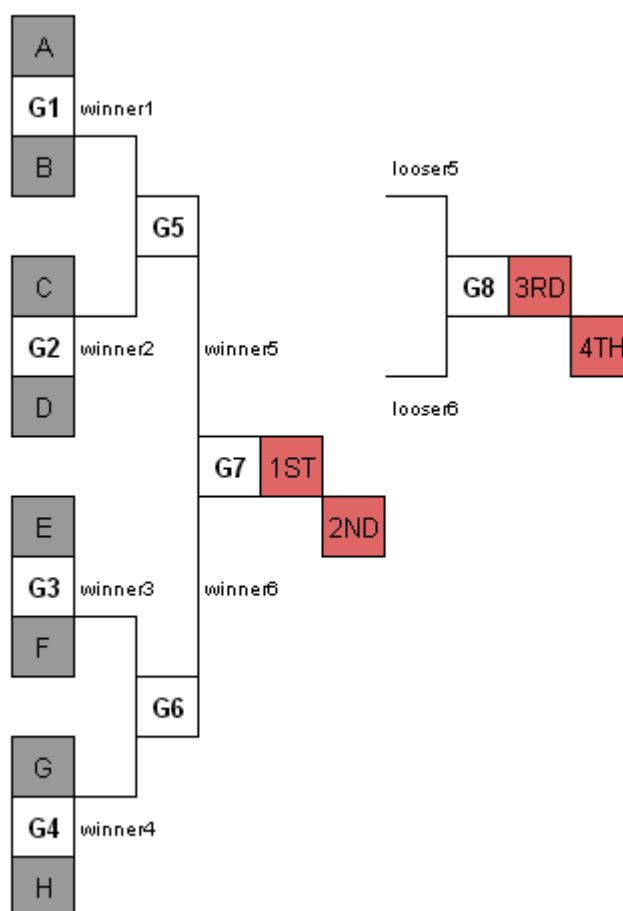 A
G1 winner1
B
looser5
G5
C
G8 3RD
G2 winner2
winner5
4TH
D
looser6
G7 1ST
E
2ND
G3 winner3
winner6
F
G6
G
G4 winner4
H